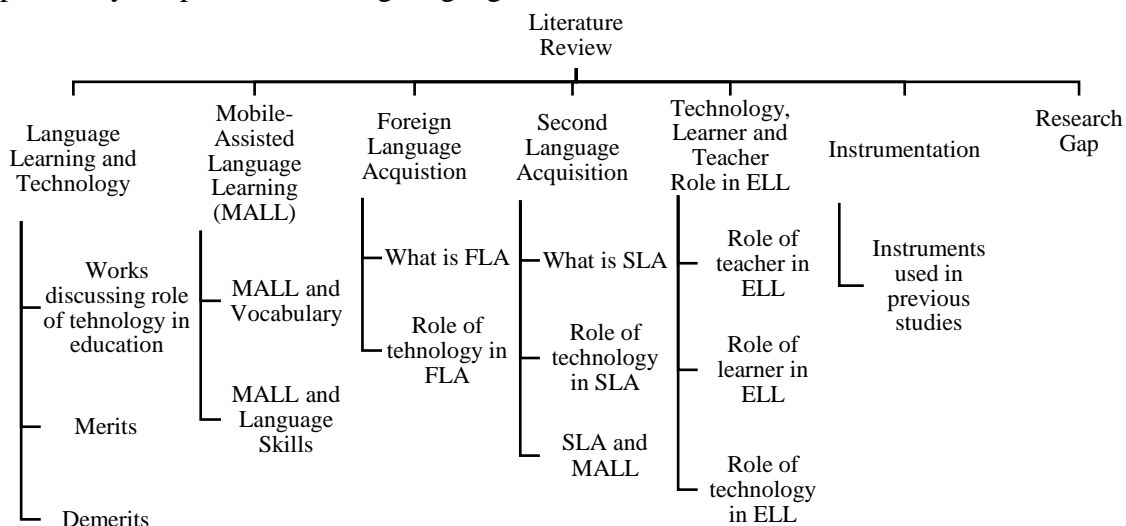 Literature
Review
Language
Learning and
Technology
Works
discussing role
of tehnology in
education
Merits
Demerits
Mobile-
Assisted
Language
Learning
(MALL)
MALL and
Vocabulary
MALL and
Language
Skills
Foreign
Language
Acquistion
What is FLA
Role of
tehnology in
FLA
Second
Language
Acquisition
What is SLA
Role of
technology
in SLA
SLA and
MALL
Technology,
Learner and
Teacher
Role in ELL
Role of
teacher in
ELL
Role of
learner in
ELL
Role of
technology
in ELL
Instrumentation
Instruments
used in
previous
studies
Research
Gap